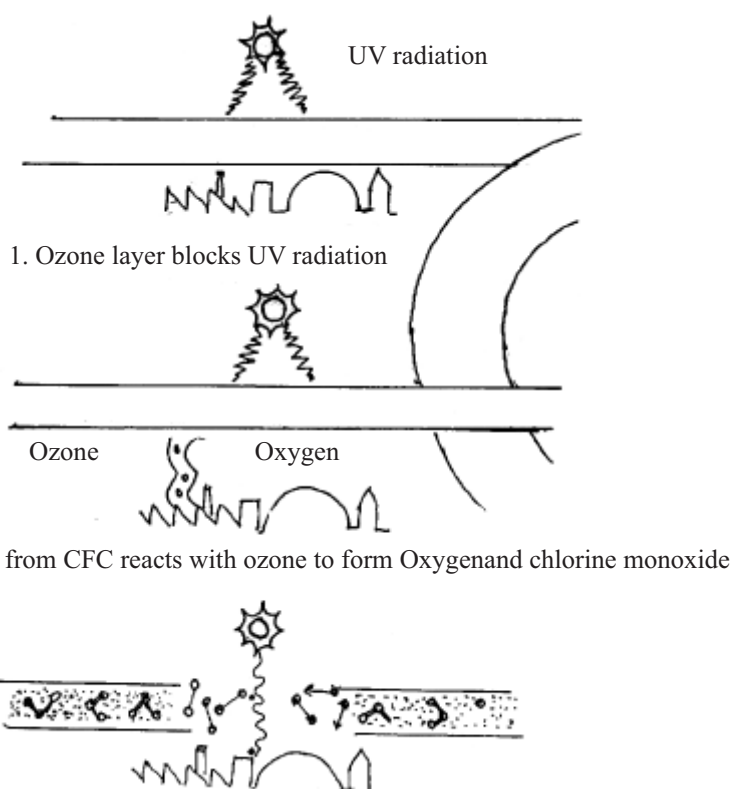 UV radiation
1. Ozone layer blocks UV radiation
Ozone Oxygen
from CFC reacts with ozone to form Oxygenand chlorine monoxide